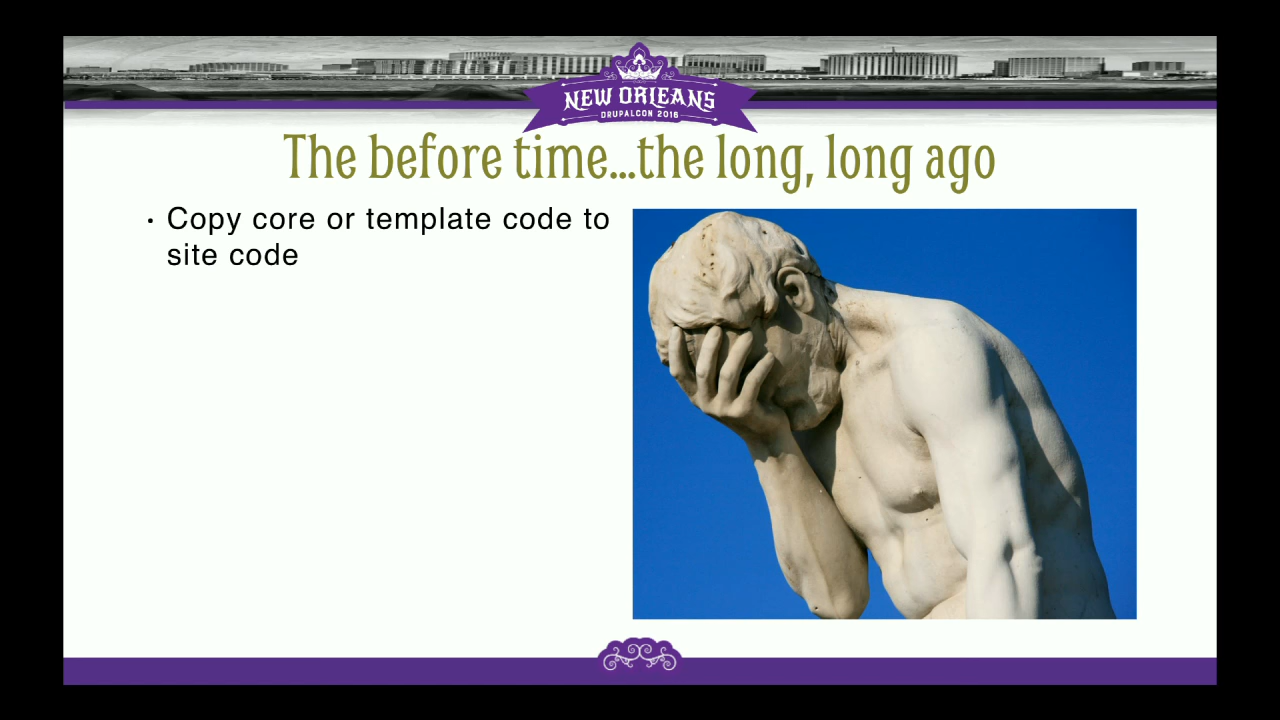 NEW ORLEANS
DRUPALCON 2016
The before time...the long, long ago
• Copy core or template code to
site code